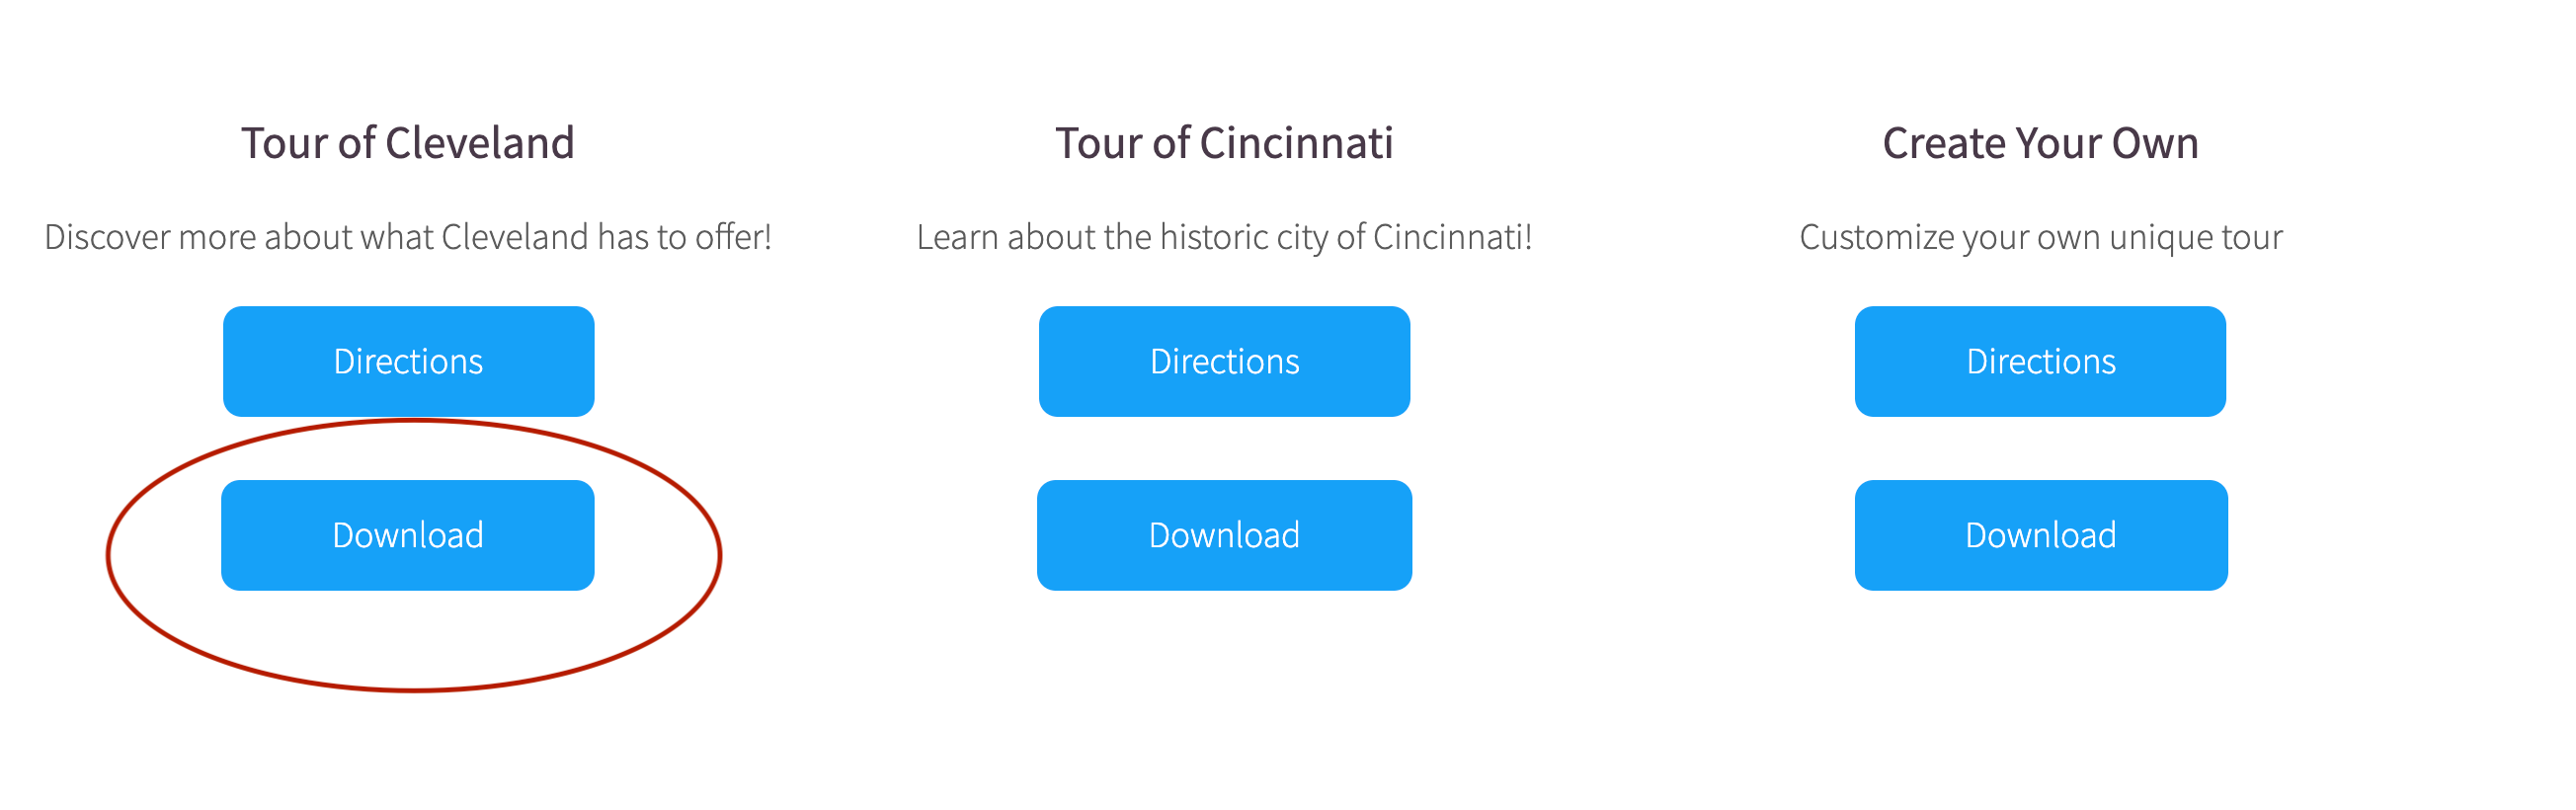 Tour of Cleveland
Discover more about what Cleveland has to offer!
Directions
Download
Tour of Cincinnati
Learn about the historic city of Cincinnati!
Directions
Download
Create Your Own
Customize your own unique tour
Directions
Download